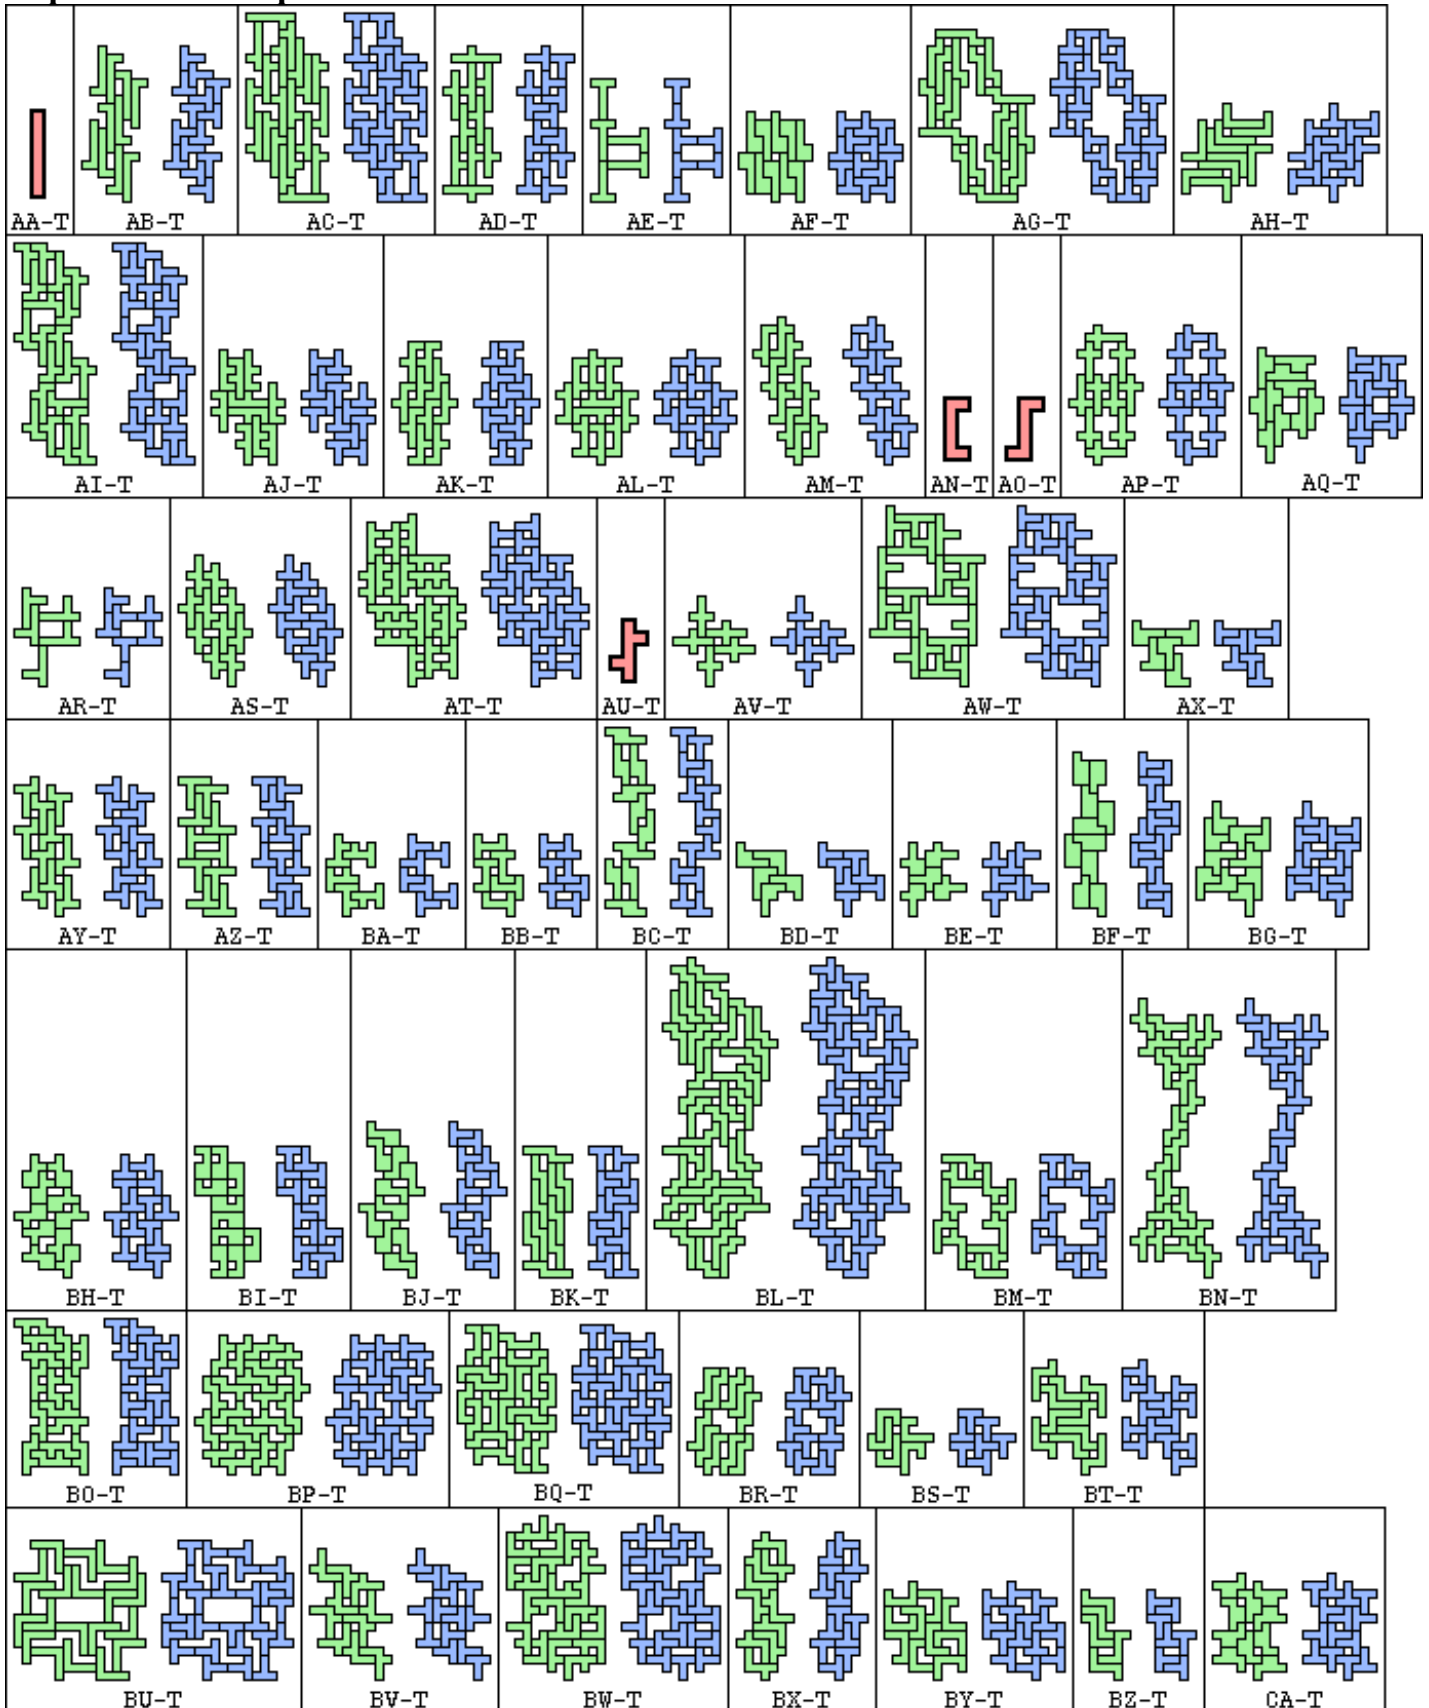 AA-T AB-T AC-T AD-T AE-T AF-T AG-T AH-T
AI-T AJ-T AK-T AL-T AM-T AN-T AO-T AP-T AQ-T
AR-T AS-T AT-T AU-T AV-T AW-T AX-T
AY-T AZ-T BA-T BB-T BC-T BD-T BE-T BF-T BG-T
BH-T BI-T BJ-T BK-T BL-T BM-T BN-T
BO-T BP-T BQ-T BR-T BS-T BT-T
BU-T BV-T BW-T BX-T BY-T BZ-T CA-T